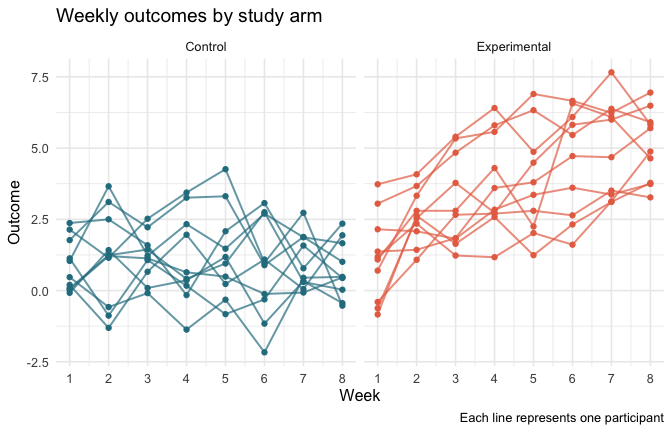 Weekly outcomes by study arm
Control
Experimental
7.5
5.0
2.5
0.0
-2.5
Outcome
1 2 3 4 5 6 7 8
1 2 3 4 5 6 7 8
Week
Each line represents one participant